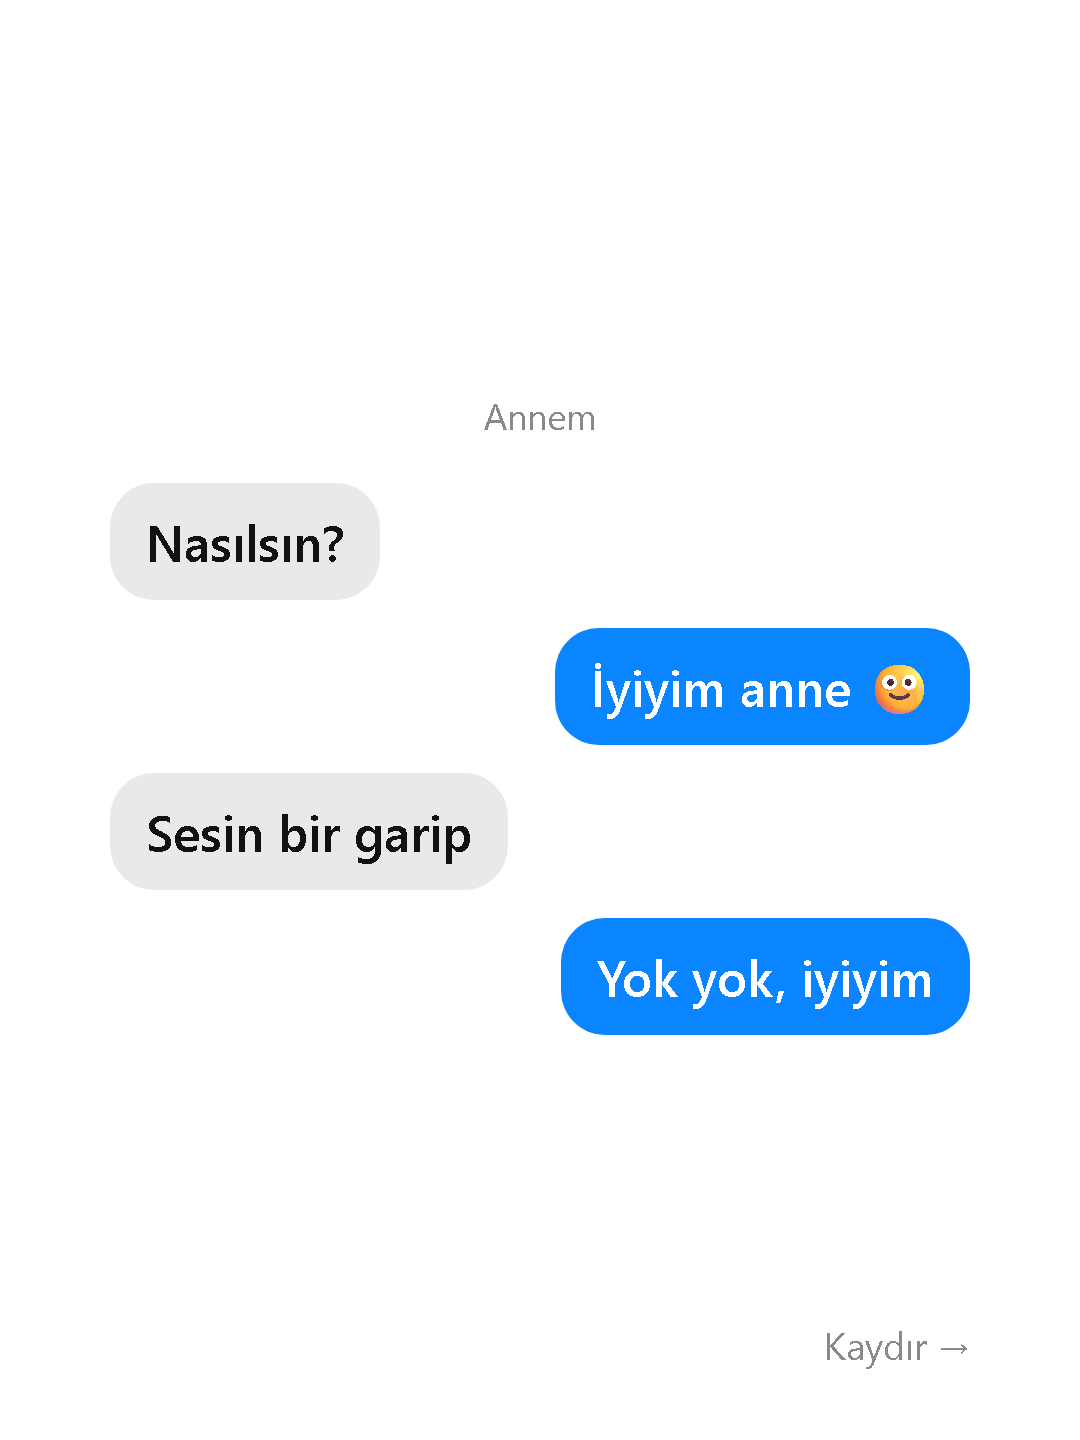 Annem
Nasılsın?
İyiyim anne 🙂
Sesin bir garip
Yok yok, iyiyim
Kaydır →